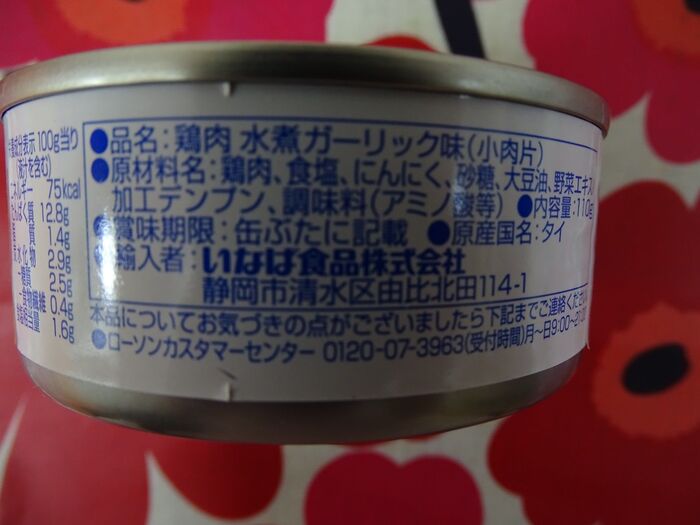 100g当り
(液汁を含む)
75kcal
12.8g
1.4g
2.9g
2.5g
0.4g
1.6g
●品名:鶏肉 水煮ガーリック味(小肉片)
●原材料名:鶏肉、食塩、にんにく、砂糖、大豆油、野菜エキス
加工デンプン、調味料(アミノ酸等) ●内容量:110g
●賞味期限:缶ぶたに記載 ●原産国名:タイ
●輸入者:いなば食品株式会社
静岡市清水区由比北田114-1
本品についてお気づきの点がございましたら下記までご連絡ください
●ローソンカスタマーセンター 0120-07-3963(受付時間)月〜日9:00〜